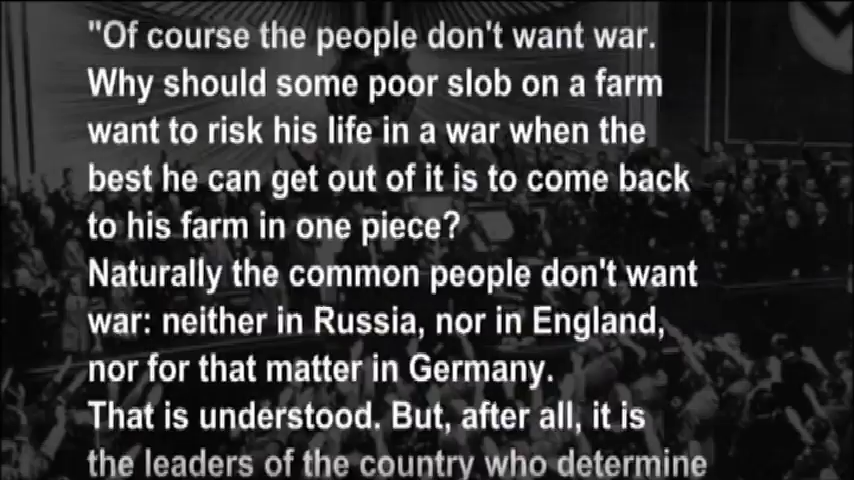 "Of course the people don't want war.
Why should some poor slob on a farm
want to risk his life in a war when the
best he can get out of it is to come back
to his farm in one piece?
Naturally the common people don't want
war: neither in Russia, nor in England,
nor for that matter in Germany.
That is understood. But, after all, it is
the leaders of the country who determine